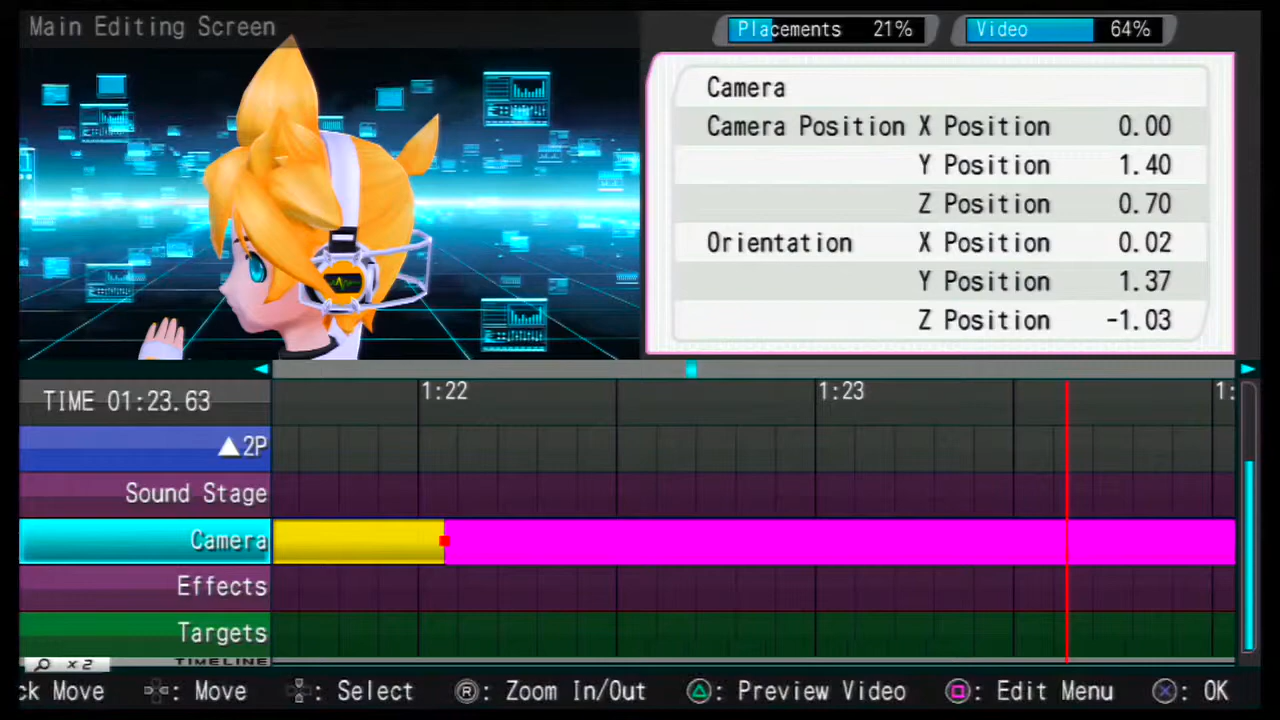 Main Editing Screen
Placements 21%
Video 64%
Camera
Camera Position X Position 0.00
Y Position 1.40
Z Position 0.70
Orientation X Position 0.02
Y Position 1.37
Z Position -1.03
TIME 01:23.63
1:22
1:23
1:
▲2P
Sound Stage
Camera
Effects
Targets
x2
TIMELINE
ck Move : Move : Select Ⓡ: Zoom In/Out △: Preview Video □: Edit Menu ✕: OK